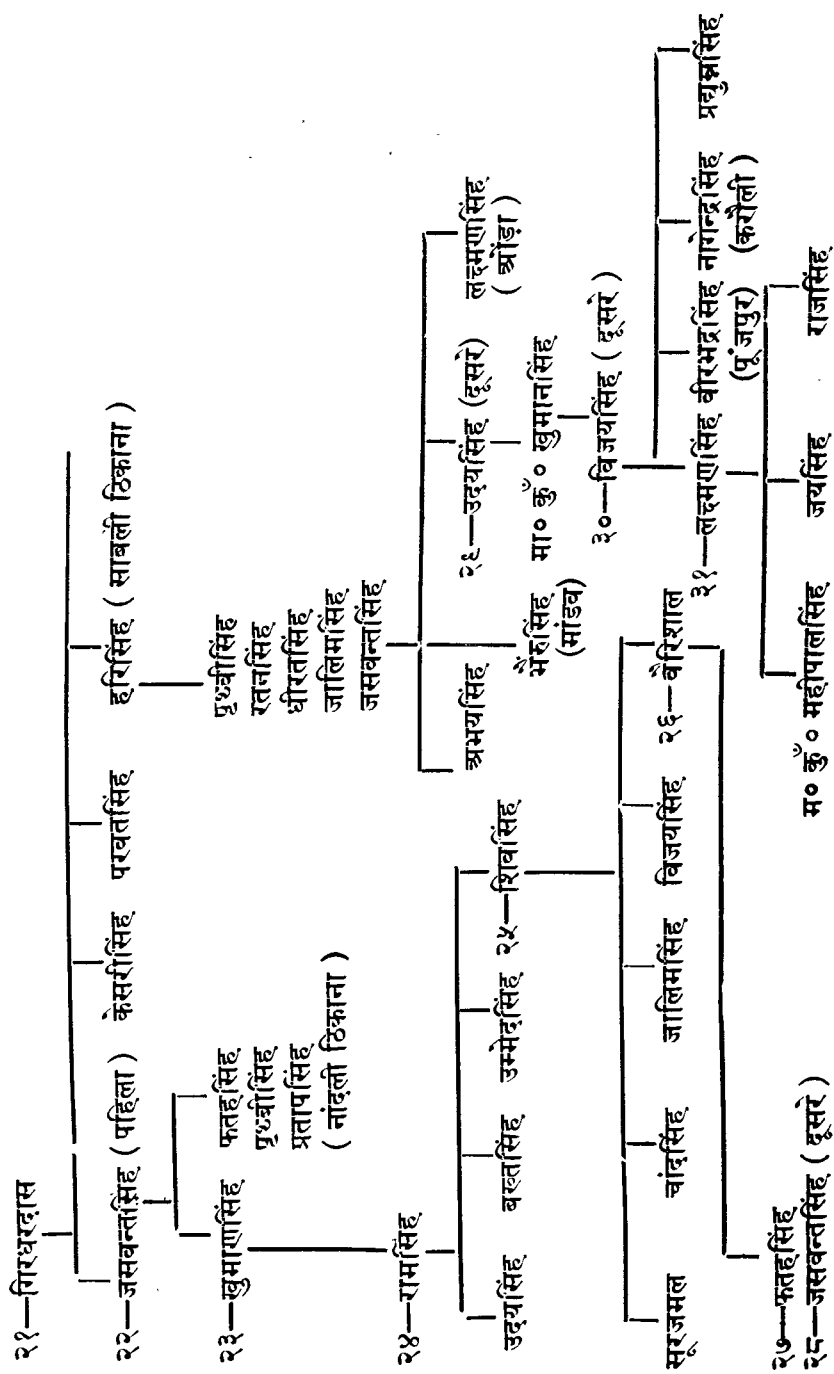 २१—गिरधरदास
२२—जसवन्तसिंह (पहिला) केसरीसिंह परबतसिंह हरिसिंह ( साबली ठिकाना )
२३—खुमाणसिंह फतहसिंह पृथ्वीसिंह
पृथ्वीसिंह रतनसिंह
प्रतापसिंह धीरतसिंह
( नांदली ठिकाना ) जालिमसिंह
जसवन्तसिंह
२४—रामसिंह
अभयसिंह २९—उदयसिंह (दूसरे) लक्ष्मणसिंह
( ओड़ा )
उदयसिंह बख्तसिंह उम्मेदसिंह २५—शिवसिंह भैरुसिंह मा० कुँ० खुमानसिंह
(मांडव)
३०—विजयसिंह ( दूसरे )
सूरजमल चांदसिंह जालिमसिंह विजयसिंह २६—वैरिशाल
३१—लक्ष्मणसिंह वीरभद्रसिंह नागेन्द्रसिंह प्रद्युम्नसिंह
(पूंजपुर) (करौली)
२७—फतहसिंह
२८—जसवन्तसिंह ( दूसरे ) म० कुँ० महीपालसिंह जयसिंह राजसिंह